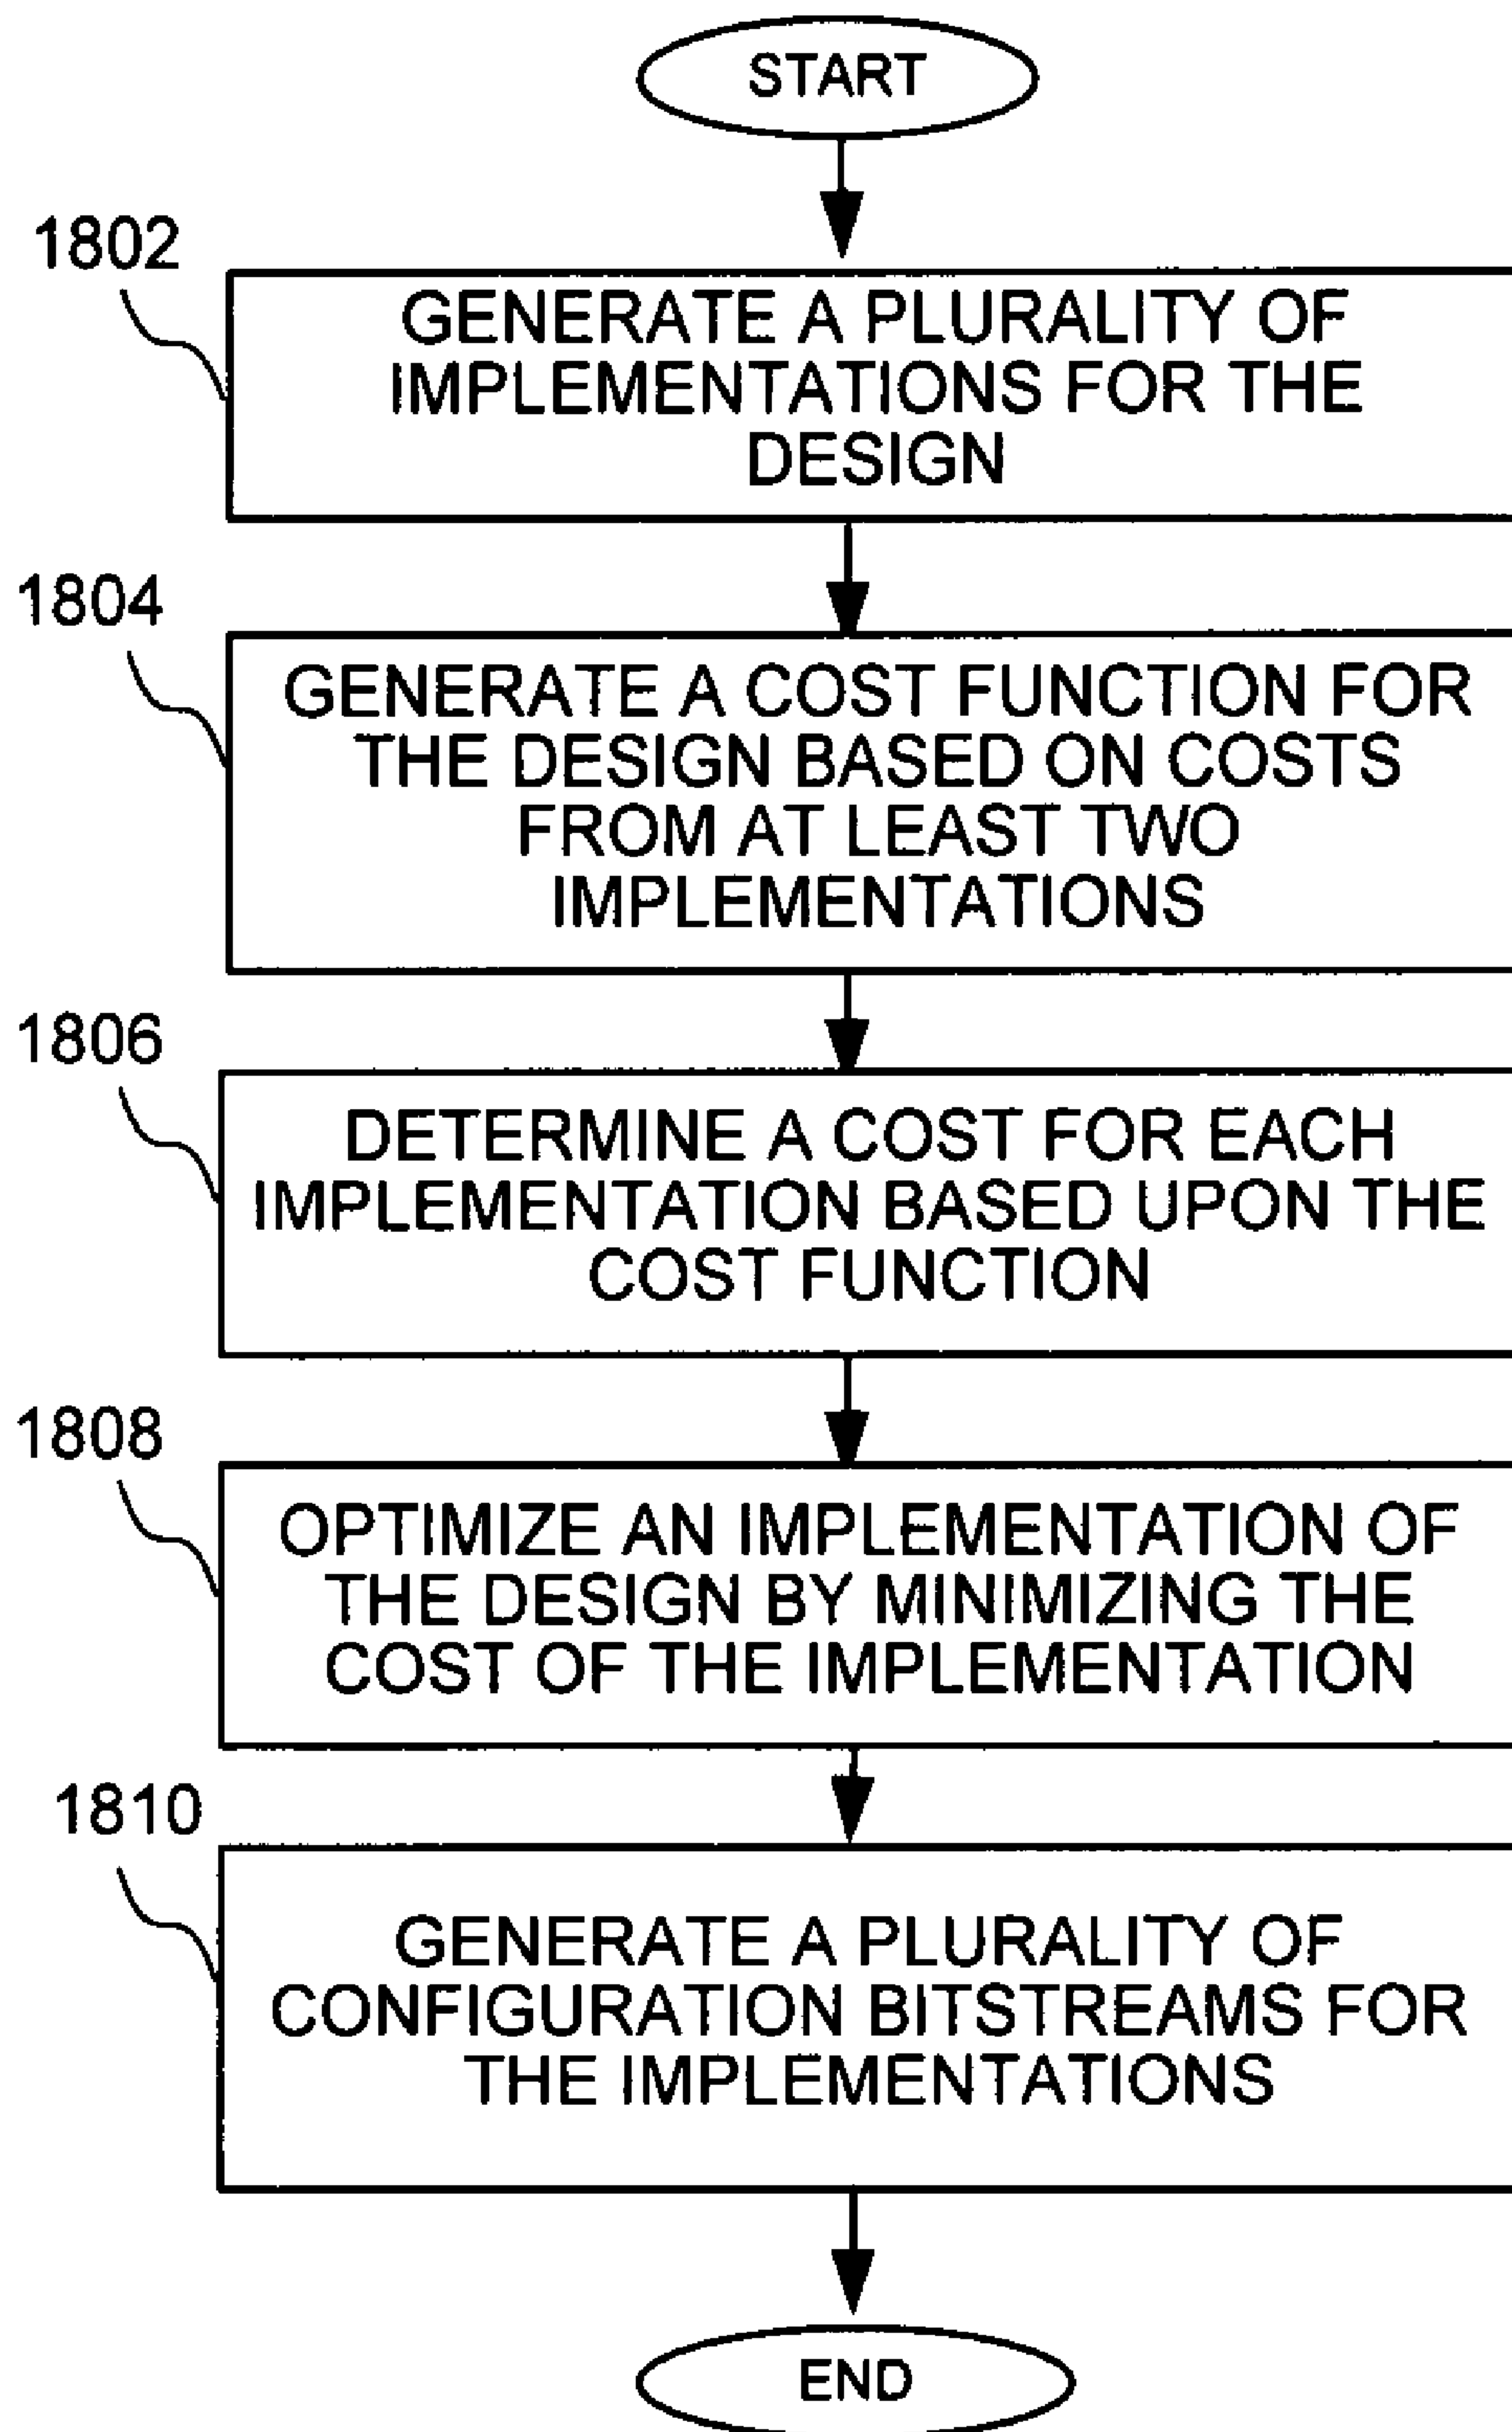 START
1802
GENERATE A PLURALITY OF
IMPLEMENTATIONS FOR THE
DESIGN
1804
GENERATE A COST FUNCTION FOR
THE DESIGN BASED ON COSTS
FROM AT LEAST TWO
IMPLEMENTATIONS
1806
DETERMINE A COST FOR EACH
IMPLEMENTATION BASED UPON THE
COST FUNCTION
1808
OPTIMIZE AN IMPLEMENTATION OF
THE DESIGN BY MINIMIZING THE
COST OF THE IMPLEMENTATION
1810
GENERATE A PLURALITY OF
CONFIGURATION BITSTREAMS FOR
THE IMPLEMENTATIONS
END